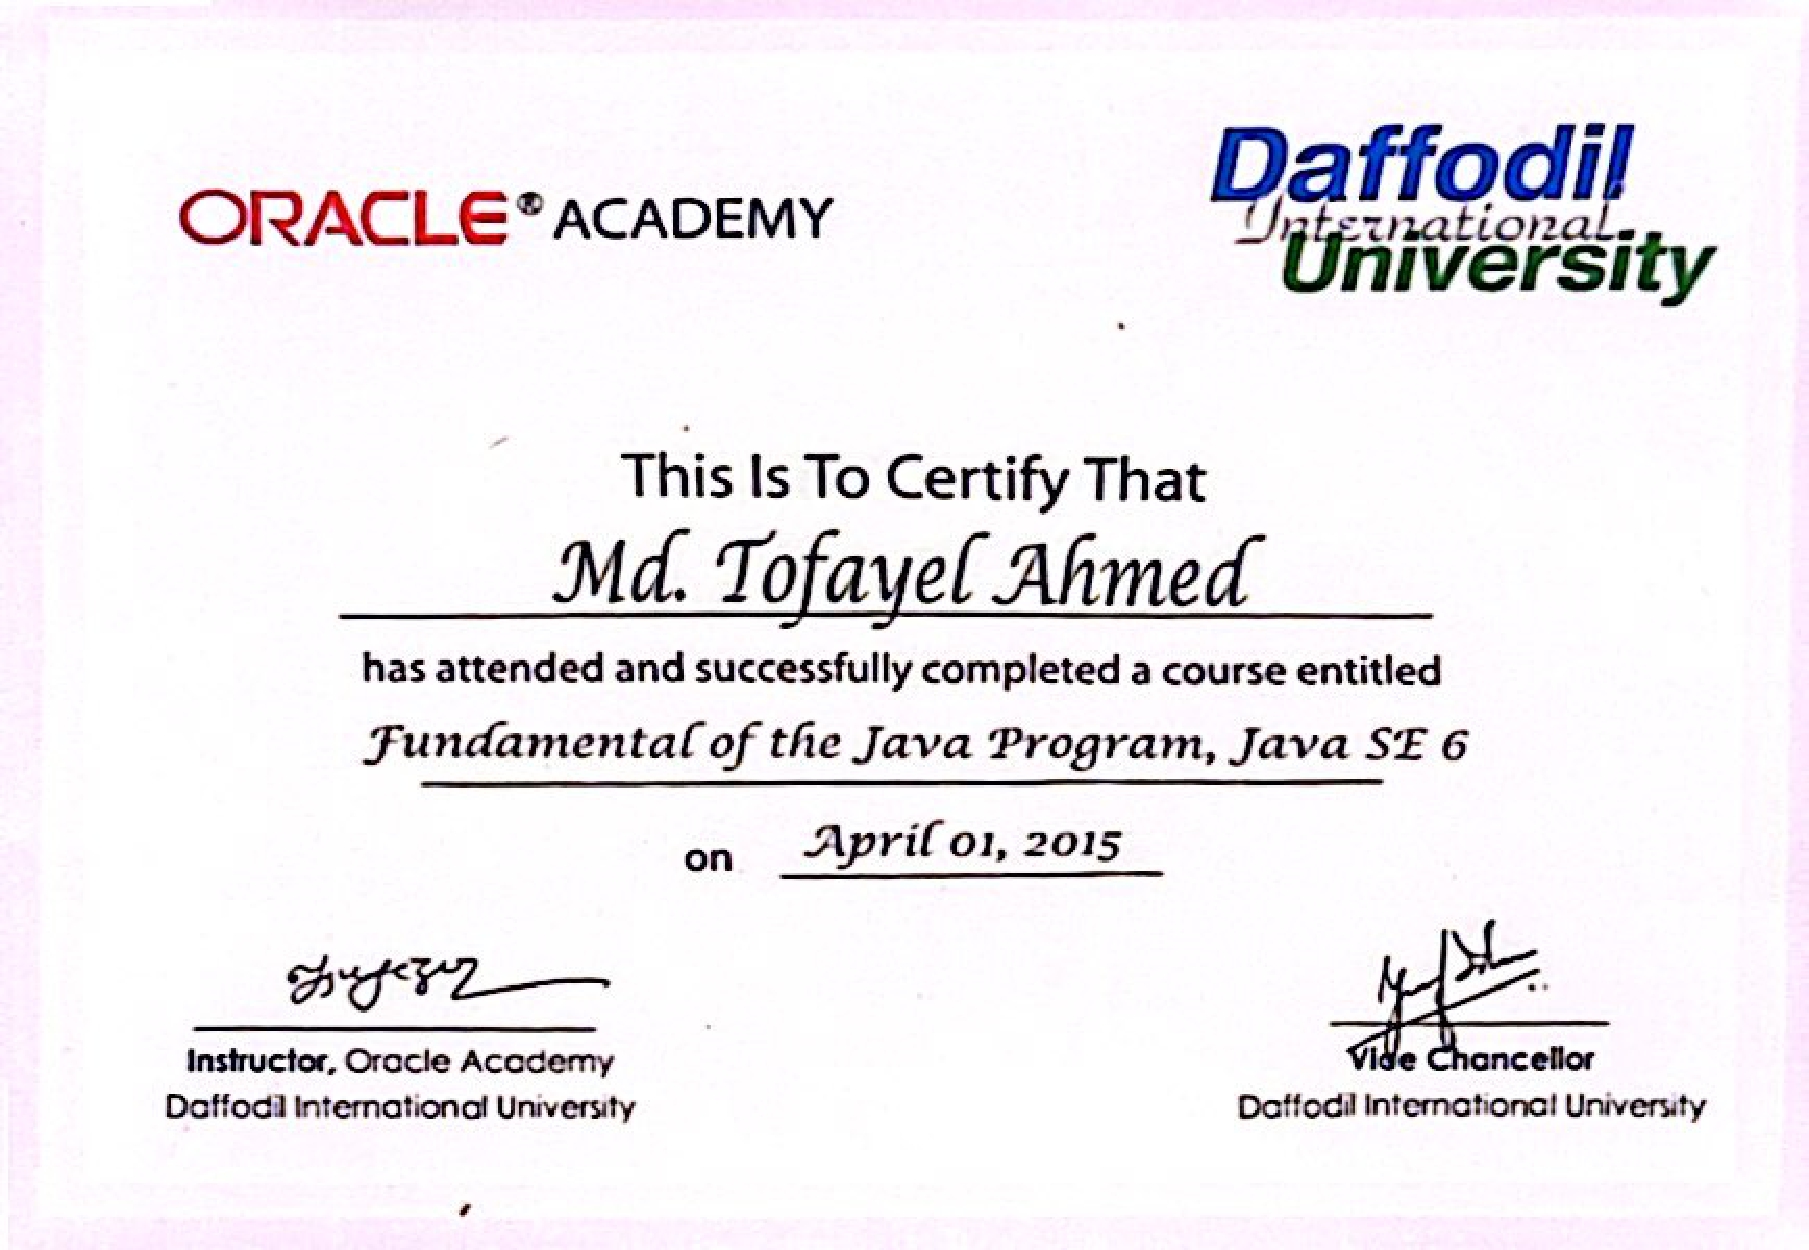 ORACLE® ACADEMY
Daffodil
International
University
This Is To Certify That
Md. Tofayel Ahmed
has attended and successfully completed a course entitled
Fundamental of the Java Program, Java SE 6
on April 01, 2015
Instructor, Oracle Academy
Daffodil International University
Vice Chancellor
Daffodil International University